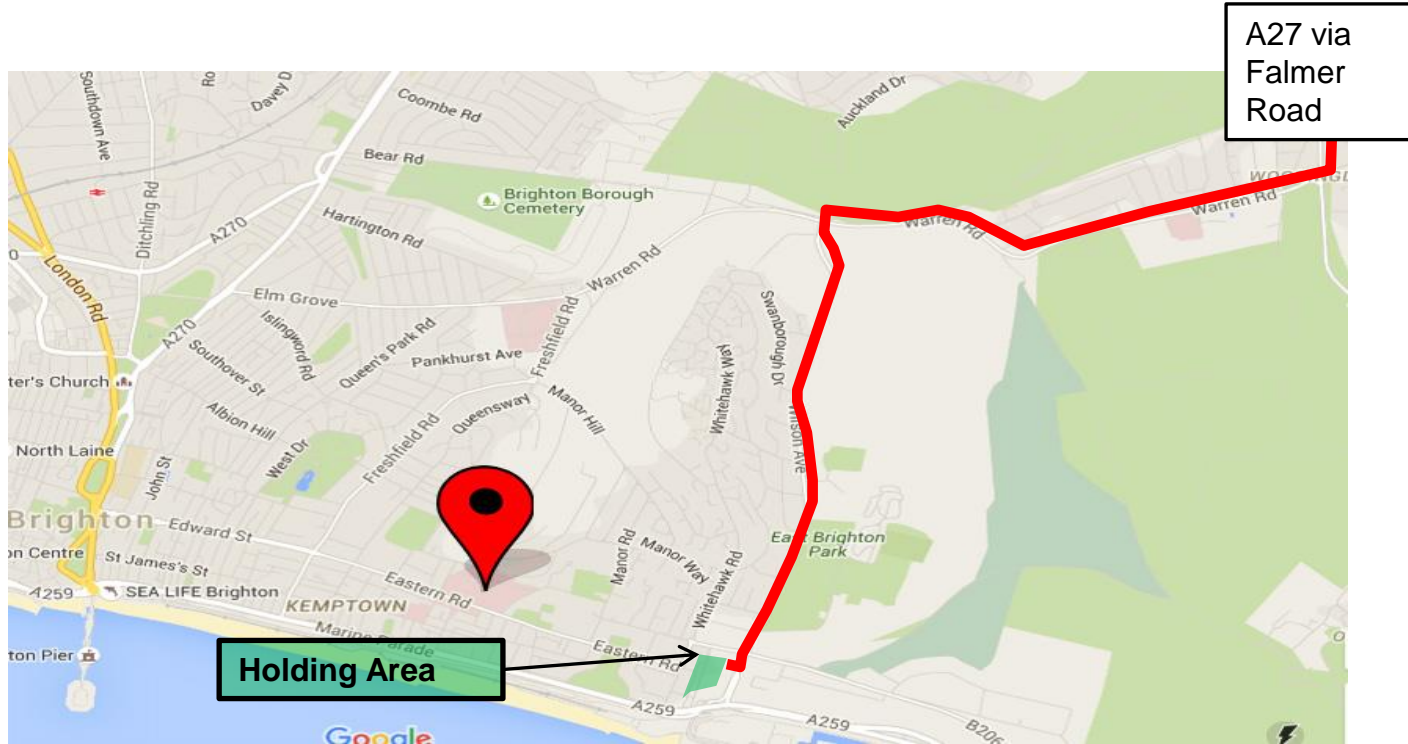 A27 via
Falmer
Road
Southdown Ave
Ro
Davey D
Coombe Rd
Auckland Dr
Bear Rd
Ditchling Rd
Brighton Borough
Cemetery
A270
Hartington Rd
Warren Rd
Warren Rd
London Rd
Warren Rd
Elm Grove
A270
Islingword Rd
Queen's Park Rd
Freshfield Rd
Swanborough Dr
Southover St
Pankhurst Ave
Whitehawk Way
ter's Church
Manor Hill
Queensway
Albion Hill
West Dr
Freshfield Rd
Wilson Ave
North Laine
John St
Brighton
Edward St
East Brighton
Park
Manor Rd
Manor Way
on Centre
St James's St
Whitehawk Rd
A259
SEA LIFE Brighton
Eastern Rd
KEMPTOWN
Marine Parade
ton Pier
Holding Area
Eastern Rd
A259
A259
B206
Google